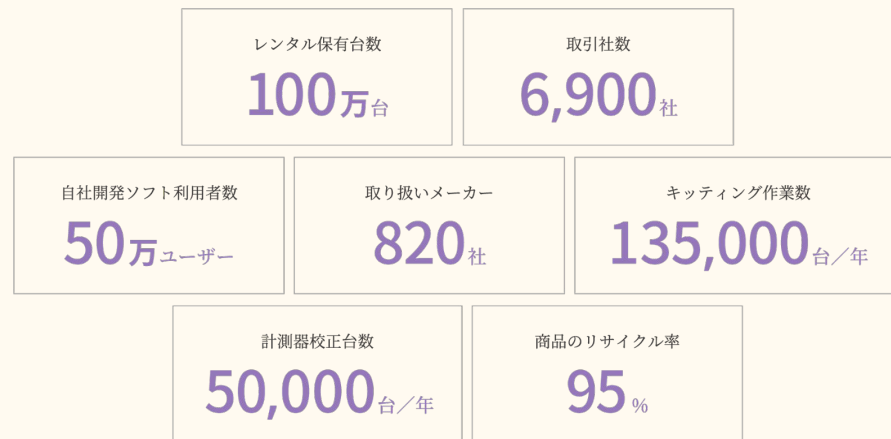 レンタル保有台数
100万台
取引社数
6,900社
自社開発ソフト利用者数
50万ユーザー
取り扱いメーカー
820社
キッティング作業数
135,000台／年
計測器校正台数
50,000台／年
商品のリサイクル率
95%